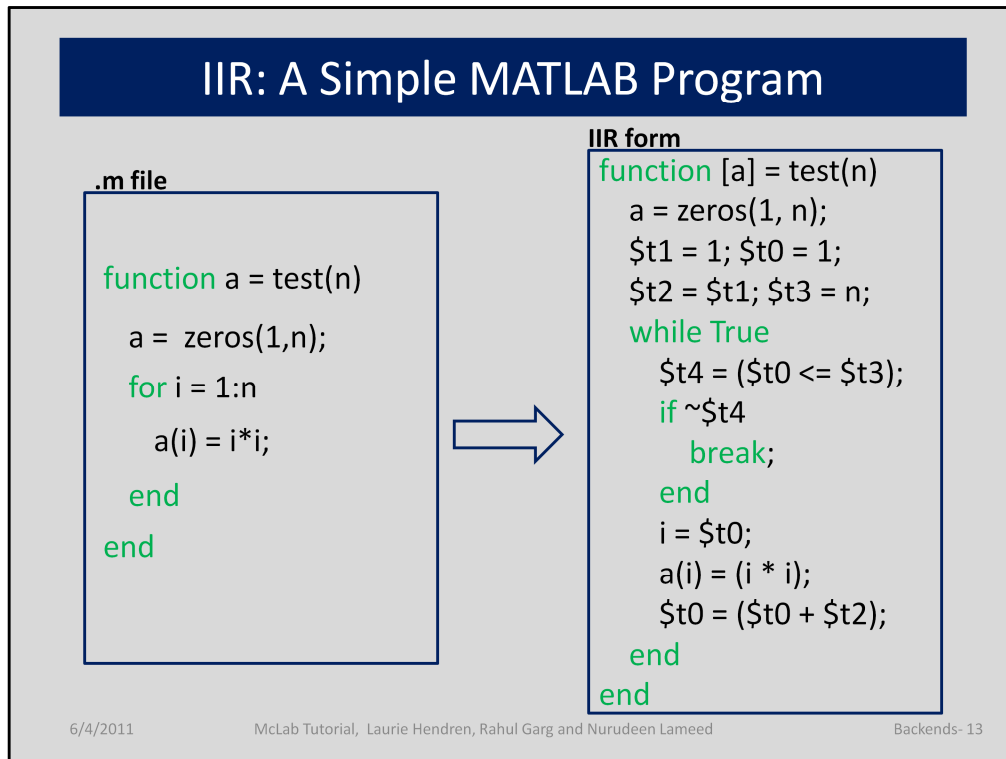 IIR: A Simple MATLAB Program
.m file
function a = test(n)
a =  zeros(1,n);
for i = 1:n
a(i) = i*i;
end
end
IIR form
function [a] = test(n)
a = zeros(1, n);
$t1 = 1; $t0 = 1;
$t2 = $t1; $t3 = n;
while True
$t4 = ($t0 <= $t3);
if ~$t4
break;
end
i = $t0;
a(i) = (i * i);
$t0 = ($t0 + $t2);
end
end
6/4/2011 McLab Tutorial, Laurie Hendren, Rahul Garg and Nurudeen Lameed Backends- 13